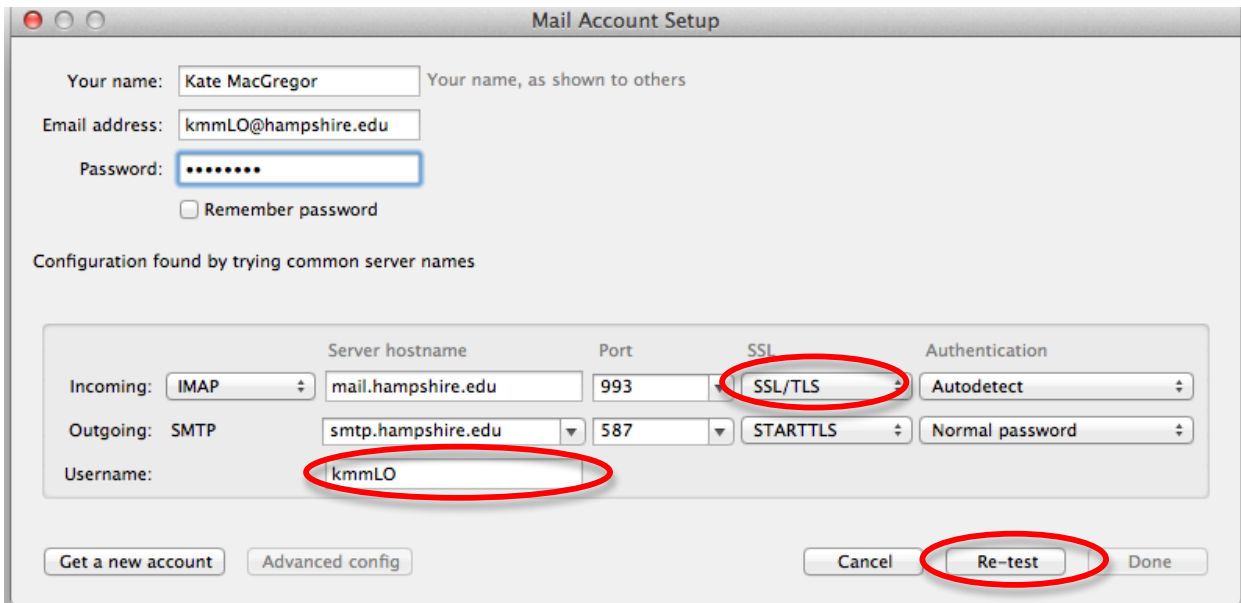 Mail Account Setup
Your name: Kate MacGregor Your name, as shown to others
Email address: kmmLO@hampshire.edu
Password: ••••••••
Remember password
Configuration found by trying common server names
Server hostname Port SSL Authentication
Incoming: IMAP mail.hampshire.edu 993 SSL/TLS Autodetect
Outgoing: SMTP smtp.hampshire.edu 587 STARTTLS Normal password
Username: kmmLO
Get a new account Advanced config Cancel Re-test Done